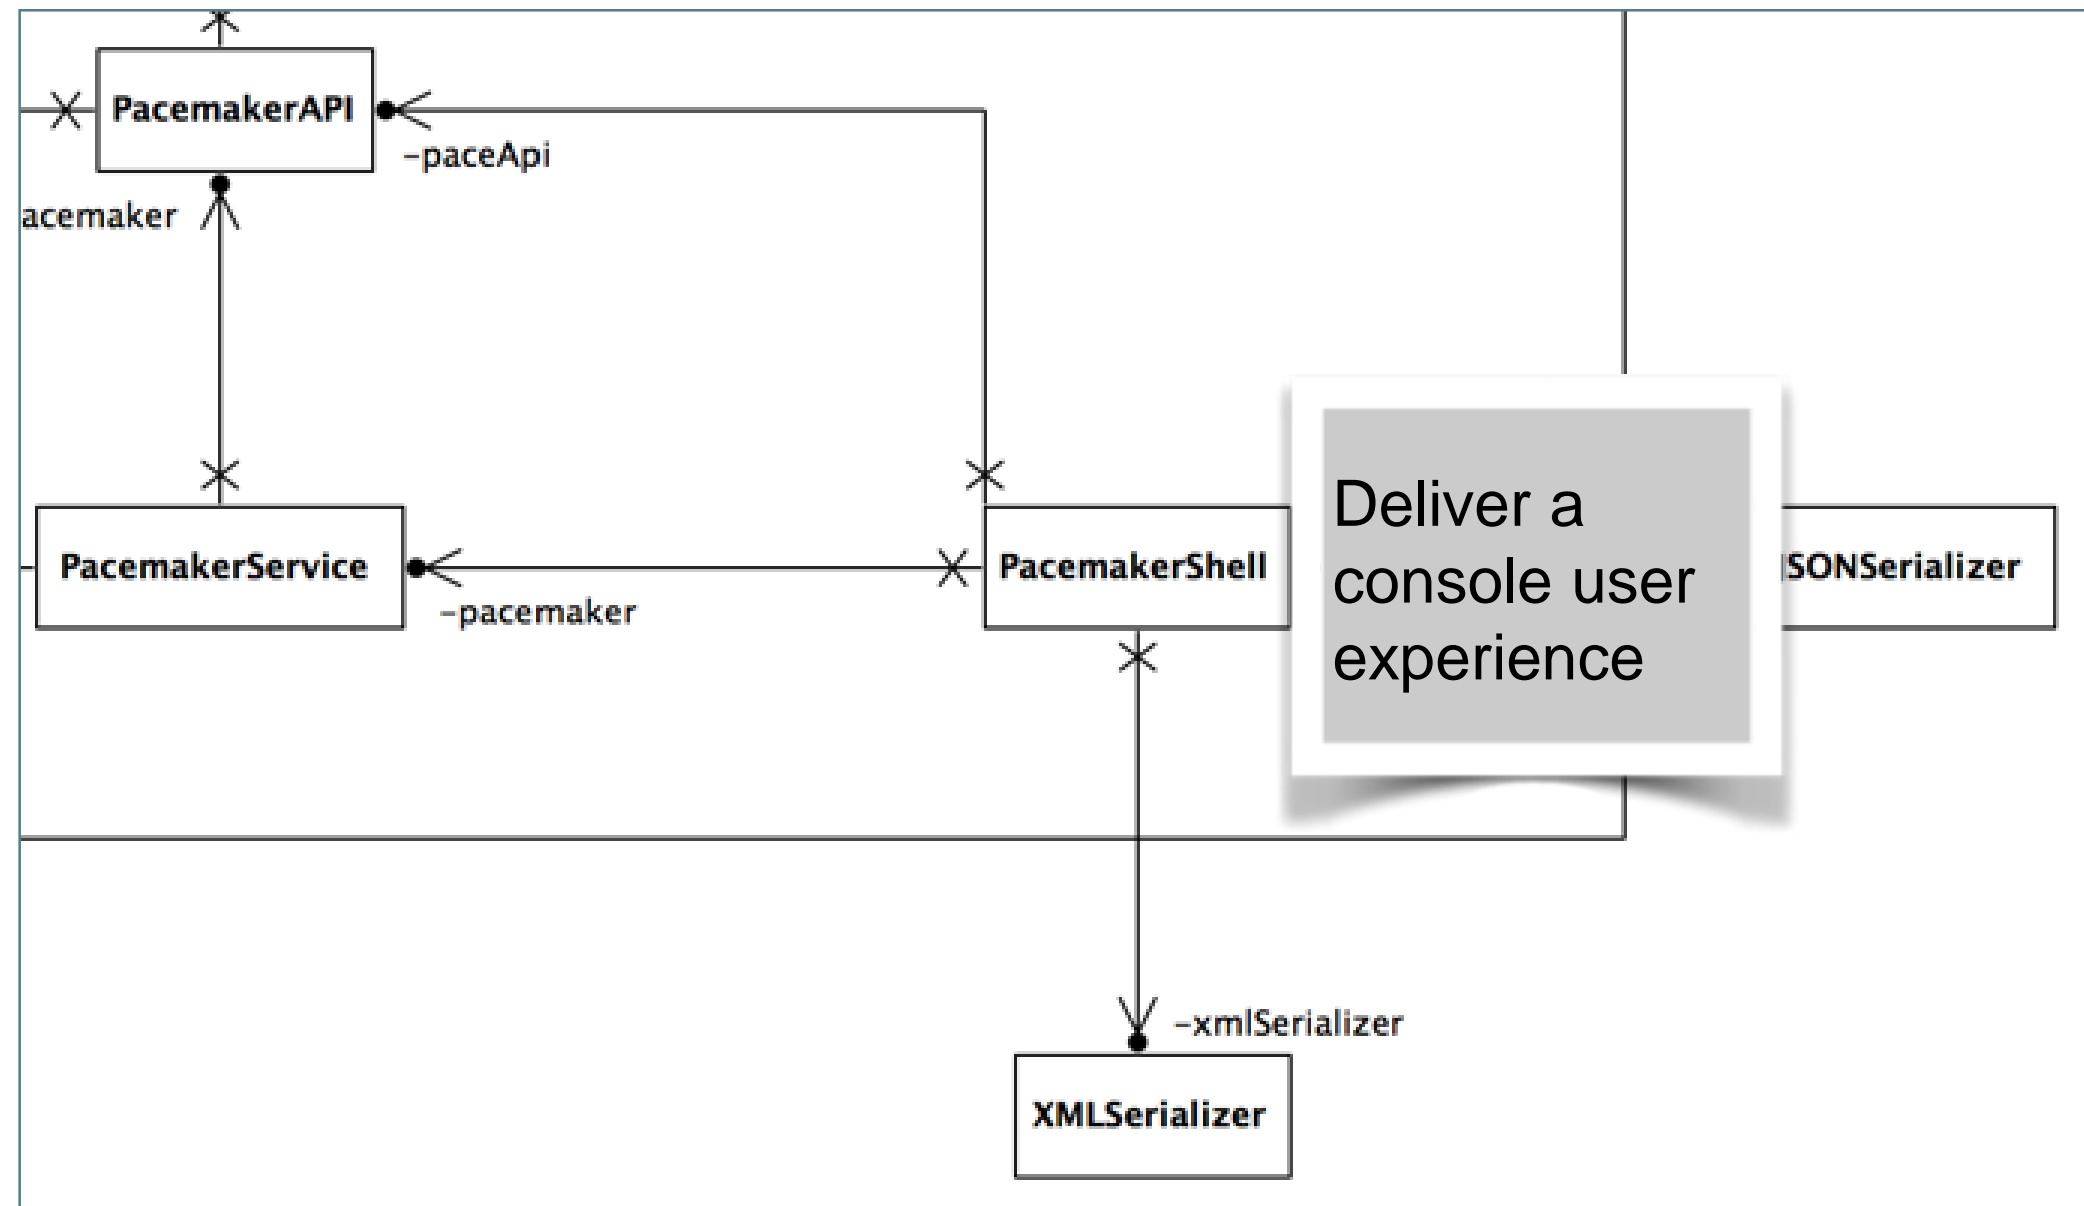 PacemakerAPI
-paceApi
acemaker
PacemakerService
-pacemaker
PacemakerShell
Deliver a
console user
experience
SONSerializer
-xmlSerializer
XMLSerializer